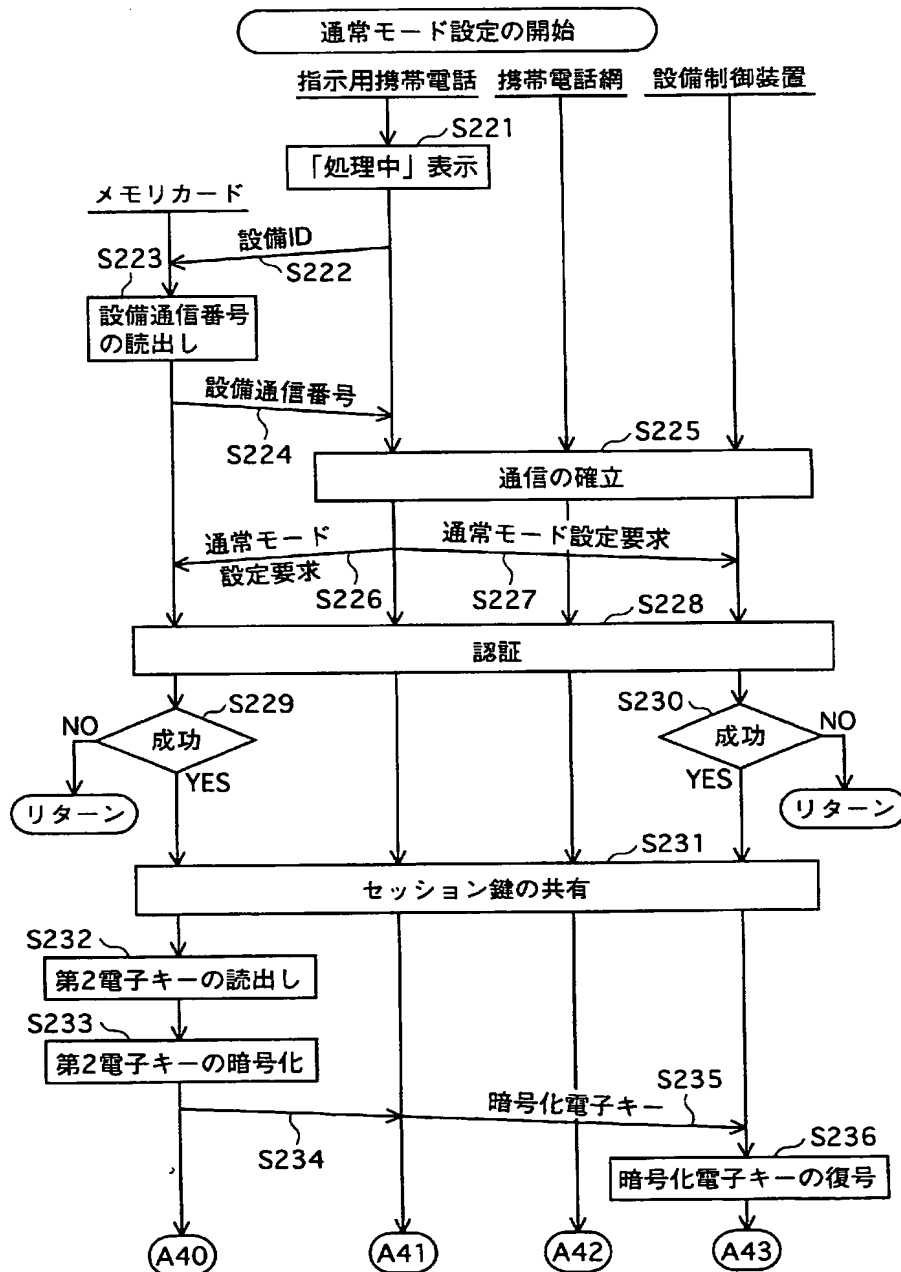 通常モード設定の開始
指示用携帯電話
携帯電話網
設備制御装置
S221
「処理中」表示
メモリカード
設備ID
S222
S223
設備通信番号
の読出し
設備通信番号
S224
S225
通信の確立
通常モード
設定要求
通常モード設定要求
S226
S227
S228
認証
S229
NO
成功
YES
リターン
S230
NO
成功
YES
リターン
S231
セッション鍵の共有
S232
第2電子キーの読出し
S233
第2電子キーの暗号化
S234
暗号化電子キー
S235
S236
暗号化電子キーの復号
A40
A41
A42
A43